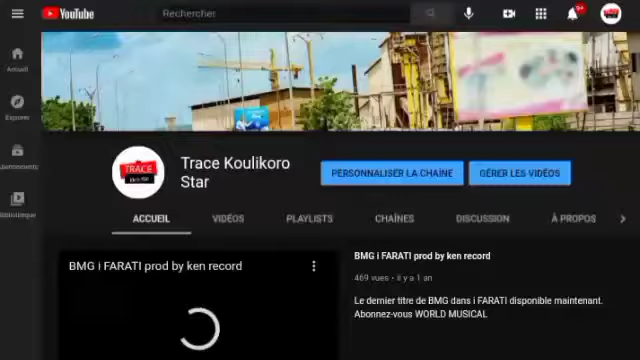 YouTube
Rechercher
9+
Accueil
Explorer
Bibliothèque
TRACE
Trace Koulikoro
Star
PERSONNALISER LA CHAÎNE
GÉRER LES VIDÉOS
ACCUEIL
VIDÉOS
PLAYLISTS
CHAÎNES
DISCUSSION
À PROPOS
BMG i FARATI prod by ken record
BMG i FARATI prod by ken record
469 vues • il y a 1 an
Le dernier titre de BMG dans i FARATI disponible maintenant.
Abonnez-vous WORLD MUSICAL